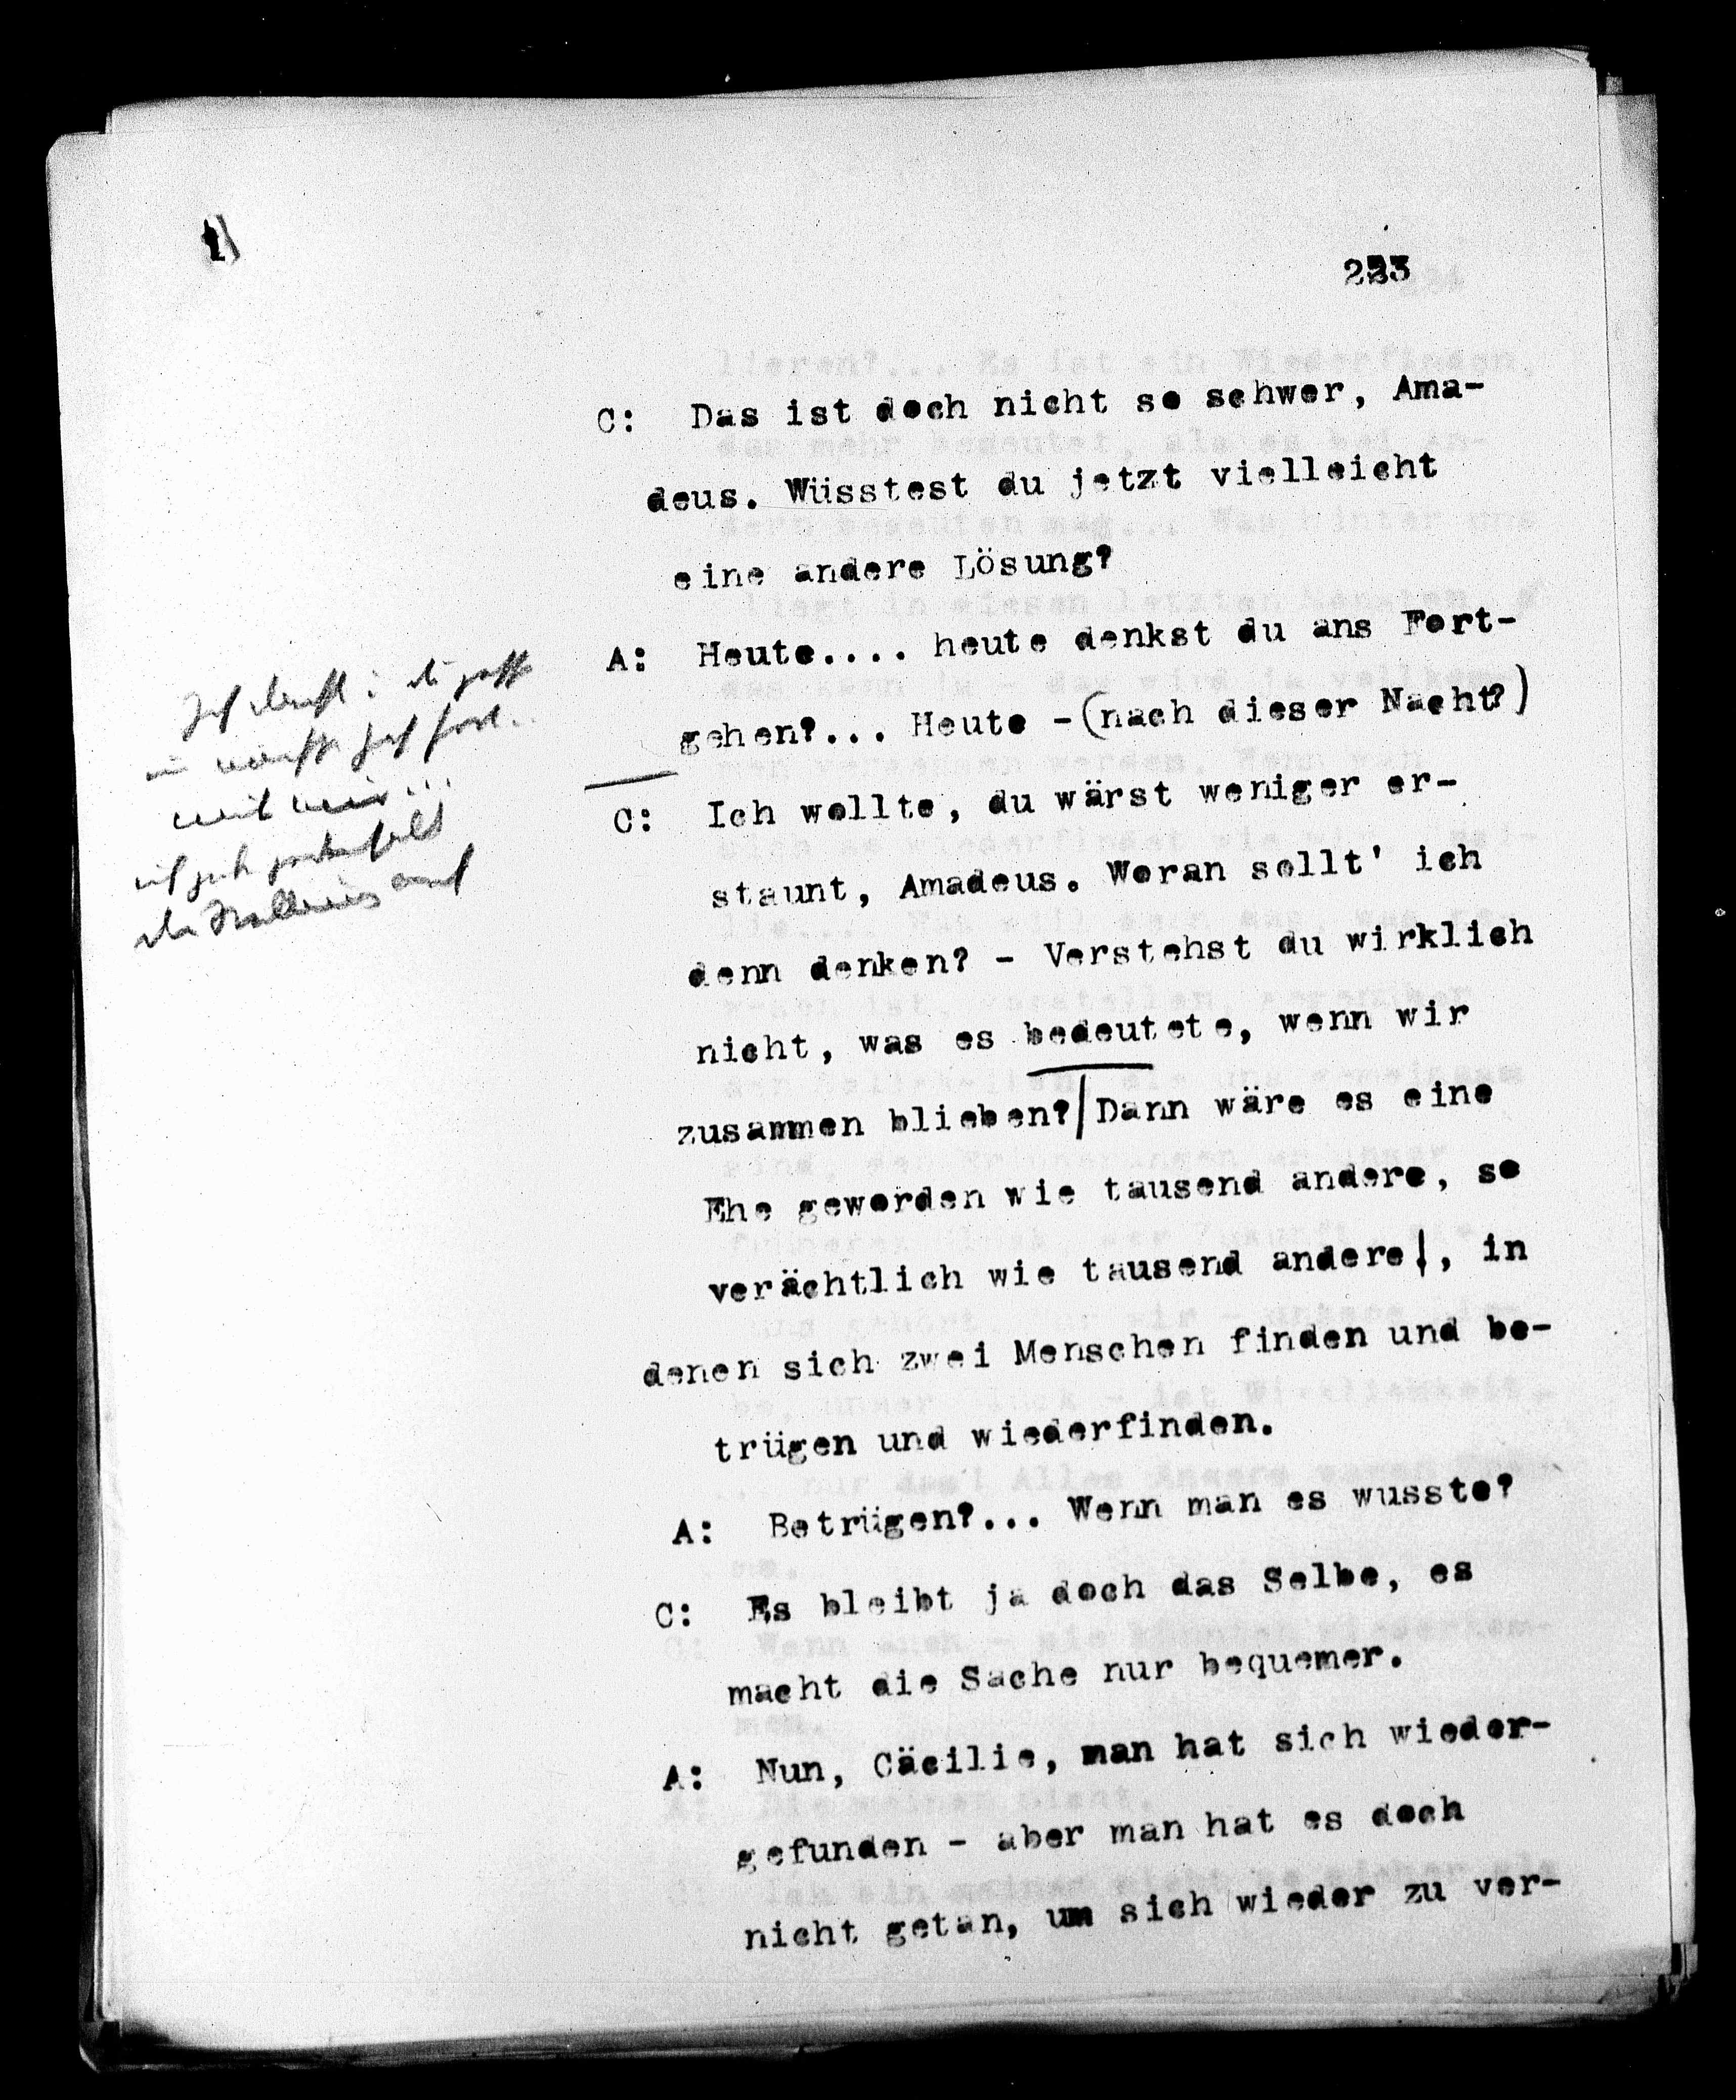 223
C: Das ist doch nicht so schwer, Ama-
deus. Wüsstest du jetzt vielleicht
eine andere Lösung?
A: Heute.... heute denkst du ans Fort-
gehen?... Heute - (nach dieser Nacht?)
C: Ich wollte, du wärst weniger er-
staunt, Amadeus. Woran sollt' ich
denn denken? - Verstehst du wirklich
nicht, was es bedeutete, wenn wir
zusammen blieben?/Dann wäre es eine
Ehe geworden wie tausend andere, so
verächtlich wie tausend andere|, in
denen sich zwei Menschen finden und be-
trügen und wiederfinden.
A: Betrügen?... Wenn man es wusste?
C: Es bleibt ja doch das Selbe, es
macht die Sache nur bequemer.
A: Nun, Cäcilie, man hat sich wieder-
gefunden - aber man hat es doch
nicht getan, um sich wieder zu ver-